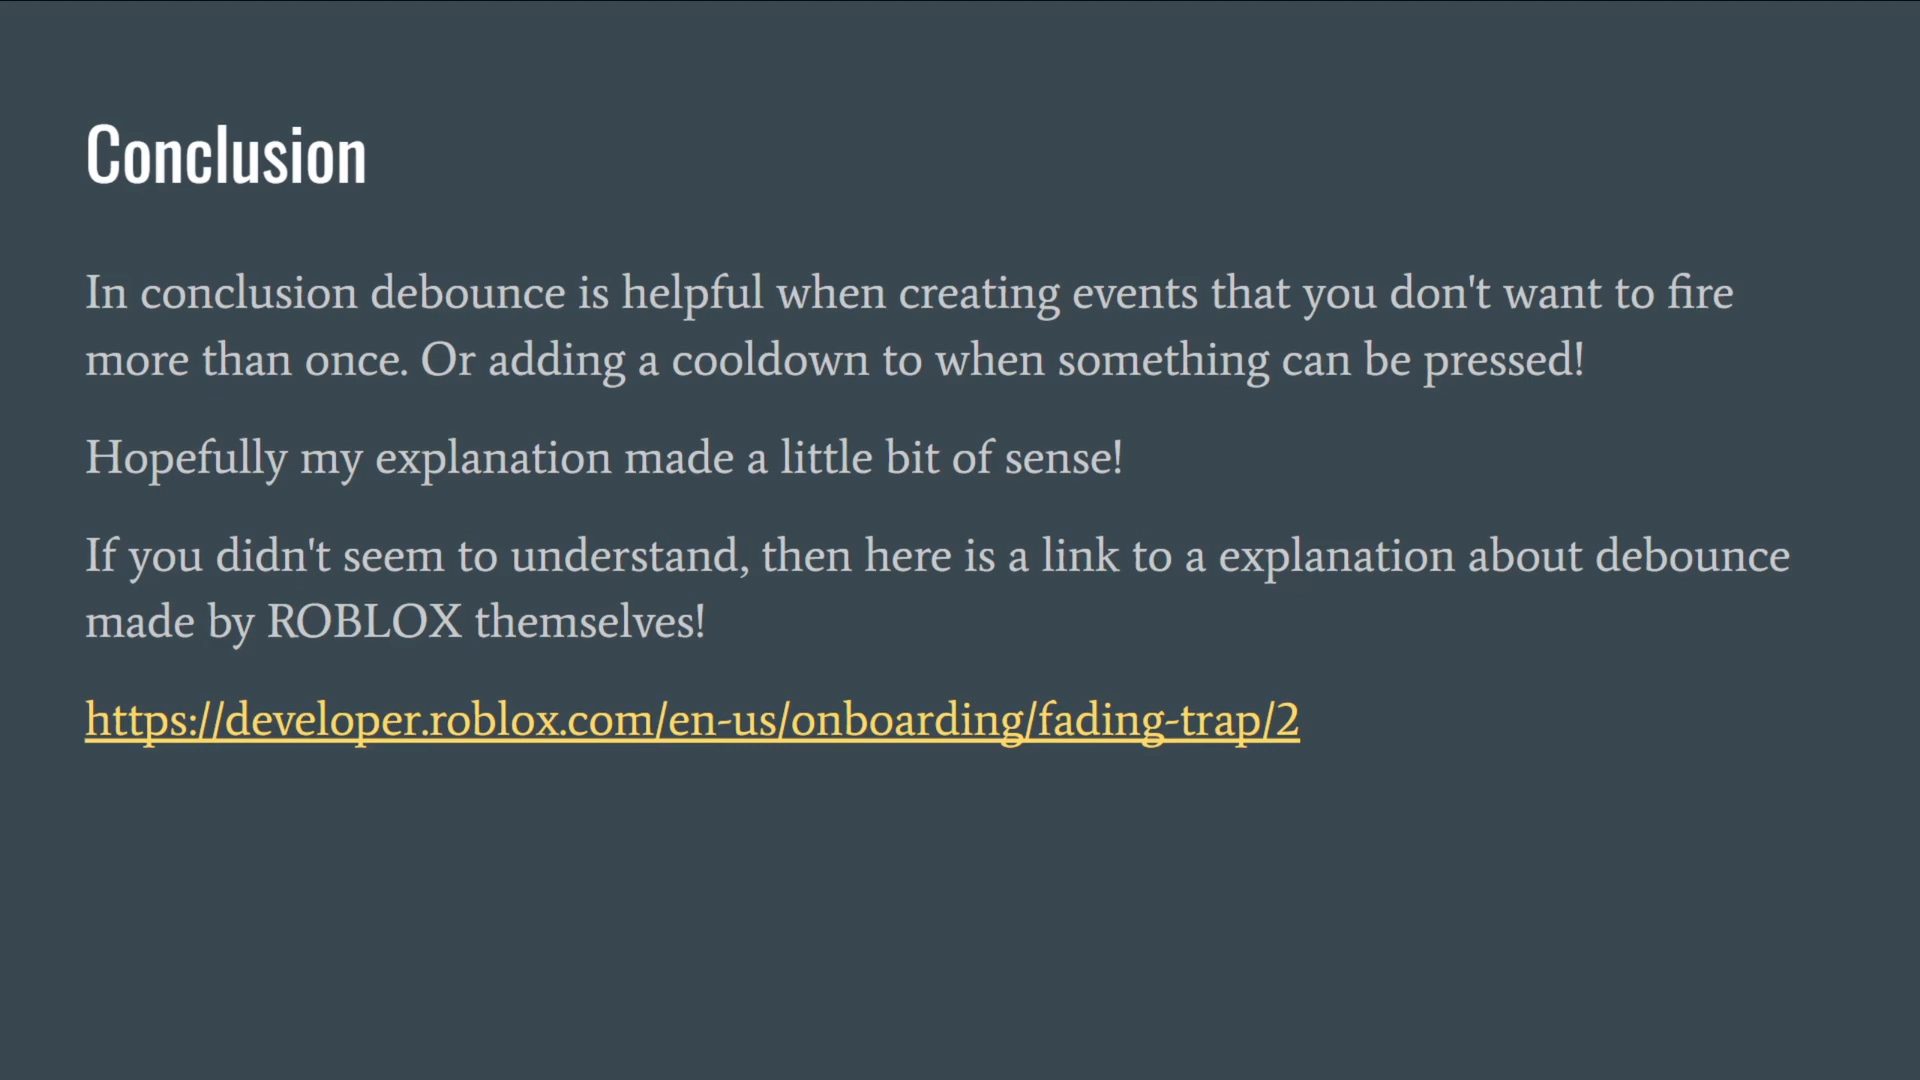 Conclusion
In conclusion debounce is helpful when creating events that you don't want to fire
more than once. Or adding a cooldown to when something can be pressed!
Hopefully my explanation made a little bit of sense!
If you didn't seem to understand, then here is a link to a explanation about debounce
made by ROBLOX themselves!
https://developer.roblox.com/en-us/onboarding/fading-trap/2